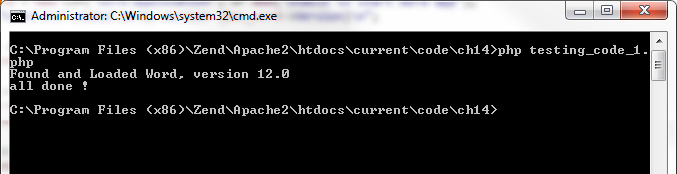 Administrator: C:\Windows\system32\cmd.exe
C:\Program Files (x86)\Zend\Apache2\htdocs\current\code\ch14>php testing_code_1.
php
Found and Loaded Word, version 12.0
all done !
C:\Program Files (x86)\Zend\Apache2\htdocs\current\code\ch14>